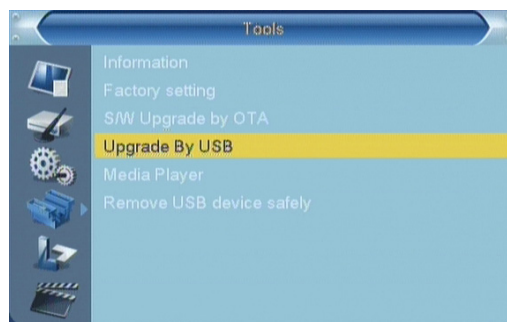 Tools
Information
Factory setting
S/W Upgrade by OTA
Upgrade By USB
Media Player
Remove USB device safely